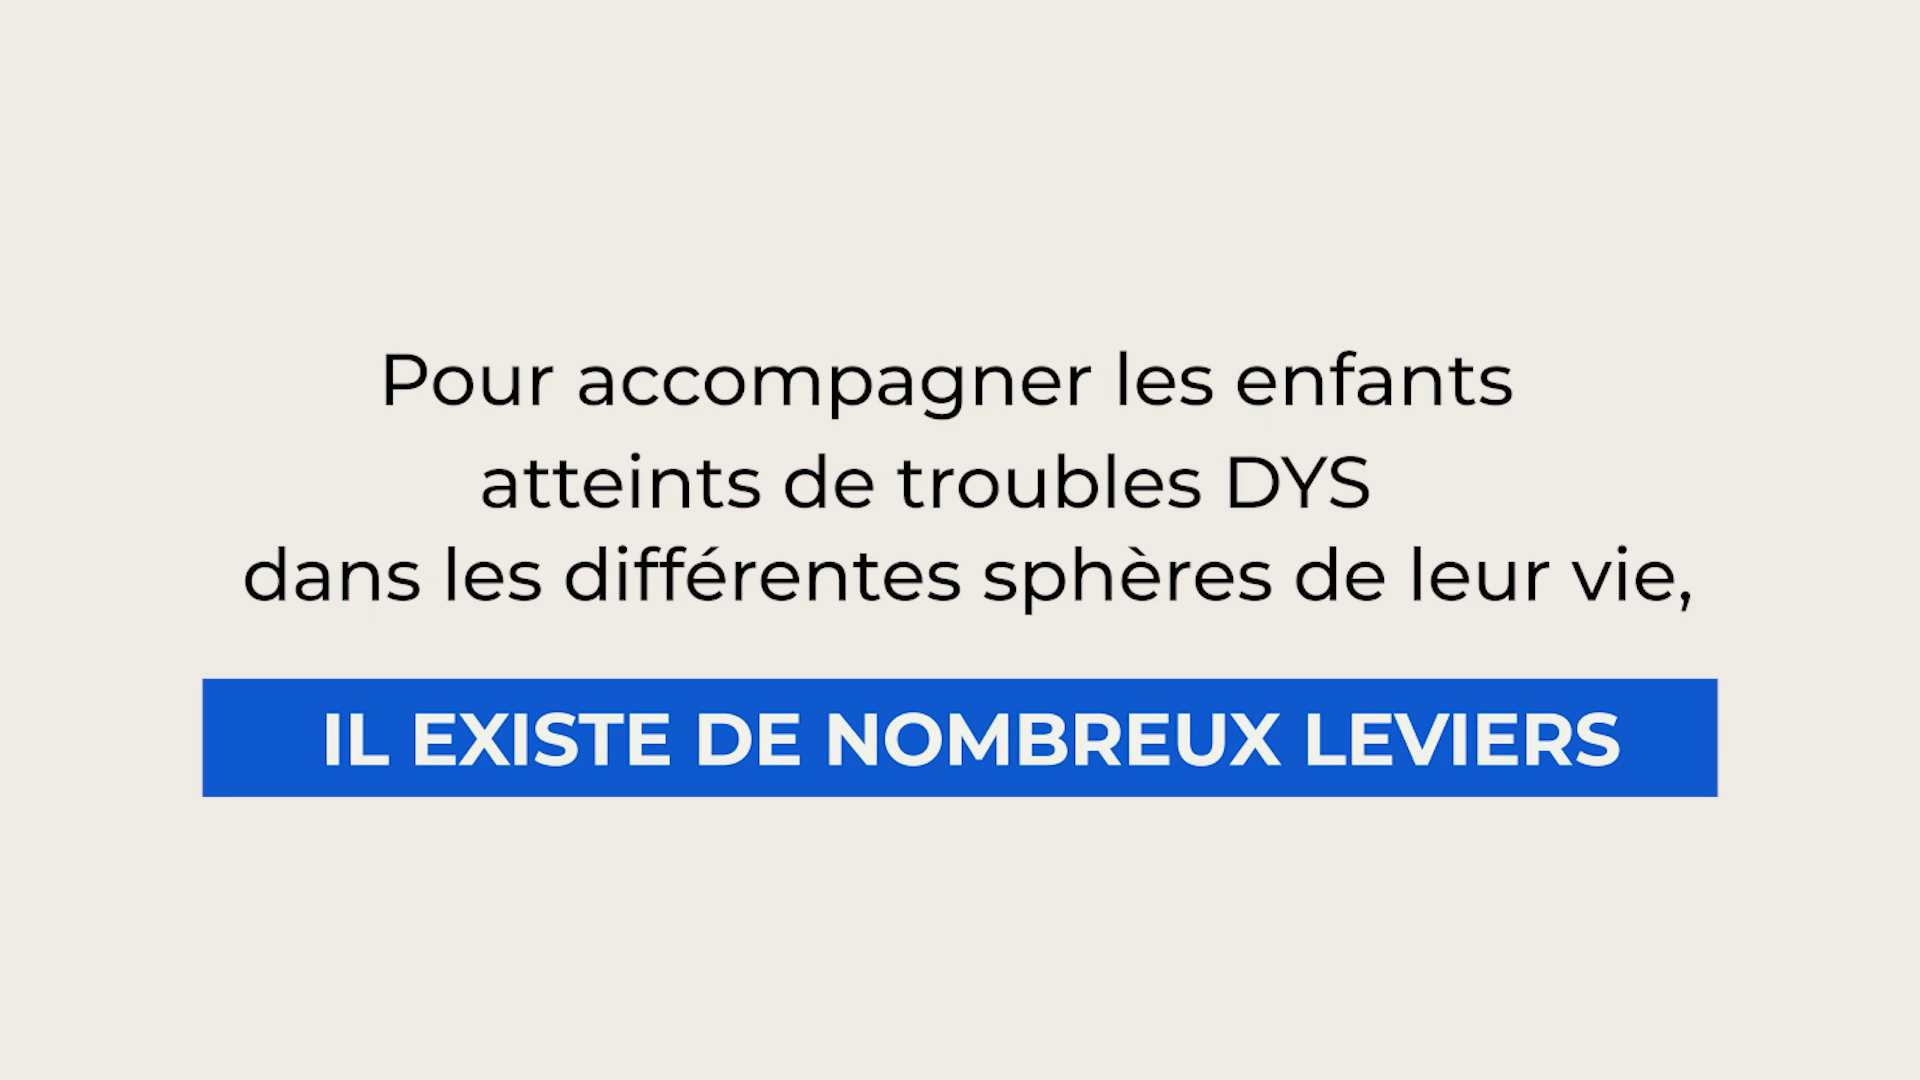 Pour accompagner les enfants
atteints de troubles DYS
dans les différentes sphères de leur vie,
IL EXISTE DE NOMBREUX LEVIERS